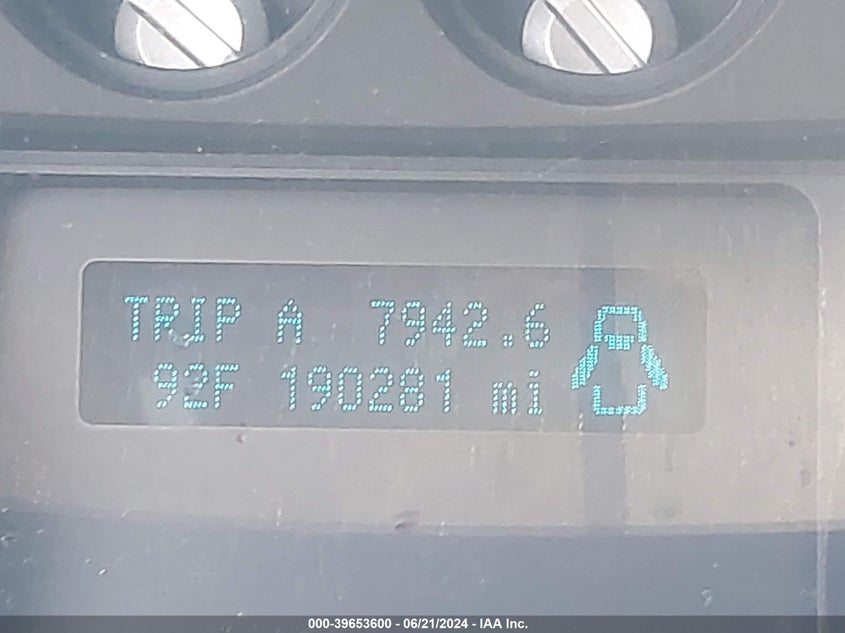 TRIP A 7942.6
92F 190281 mi
000-39653600 - 06/21/2024 - IAA Inc.